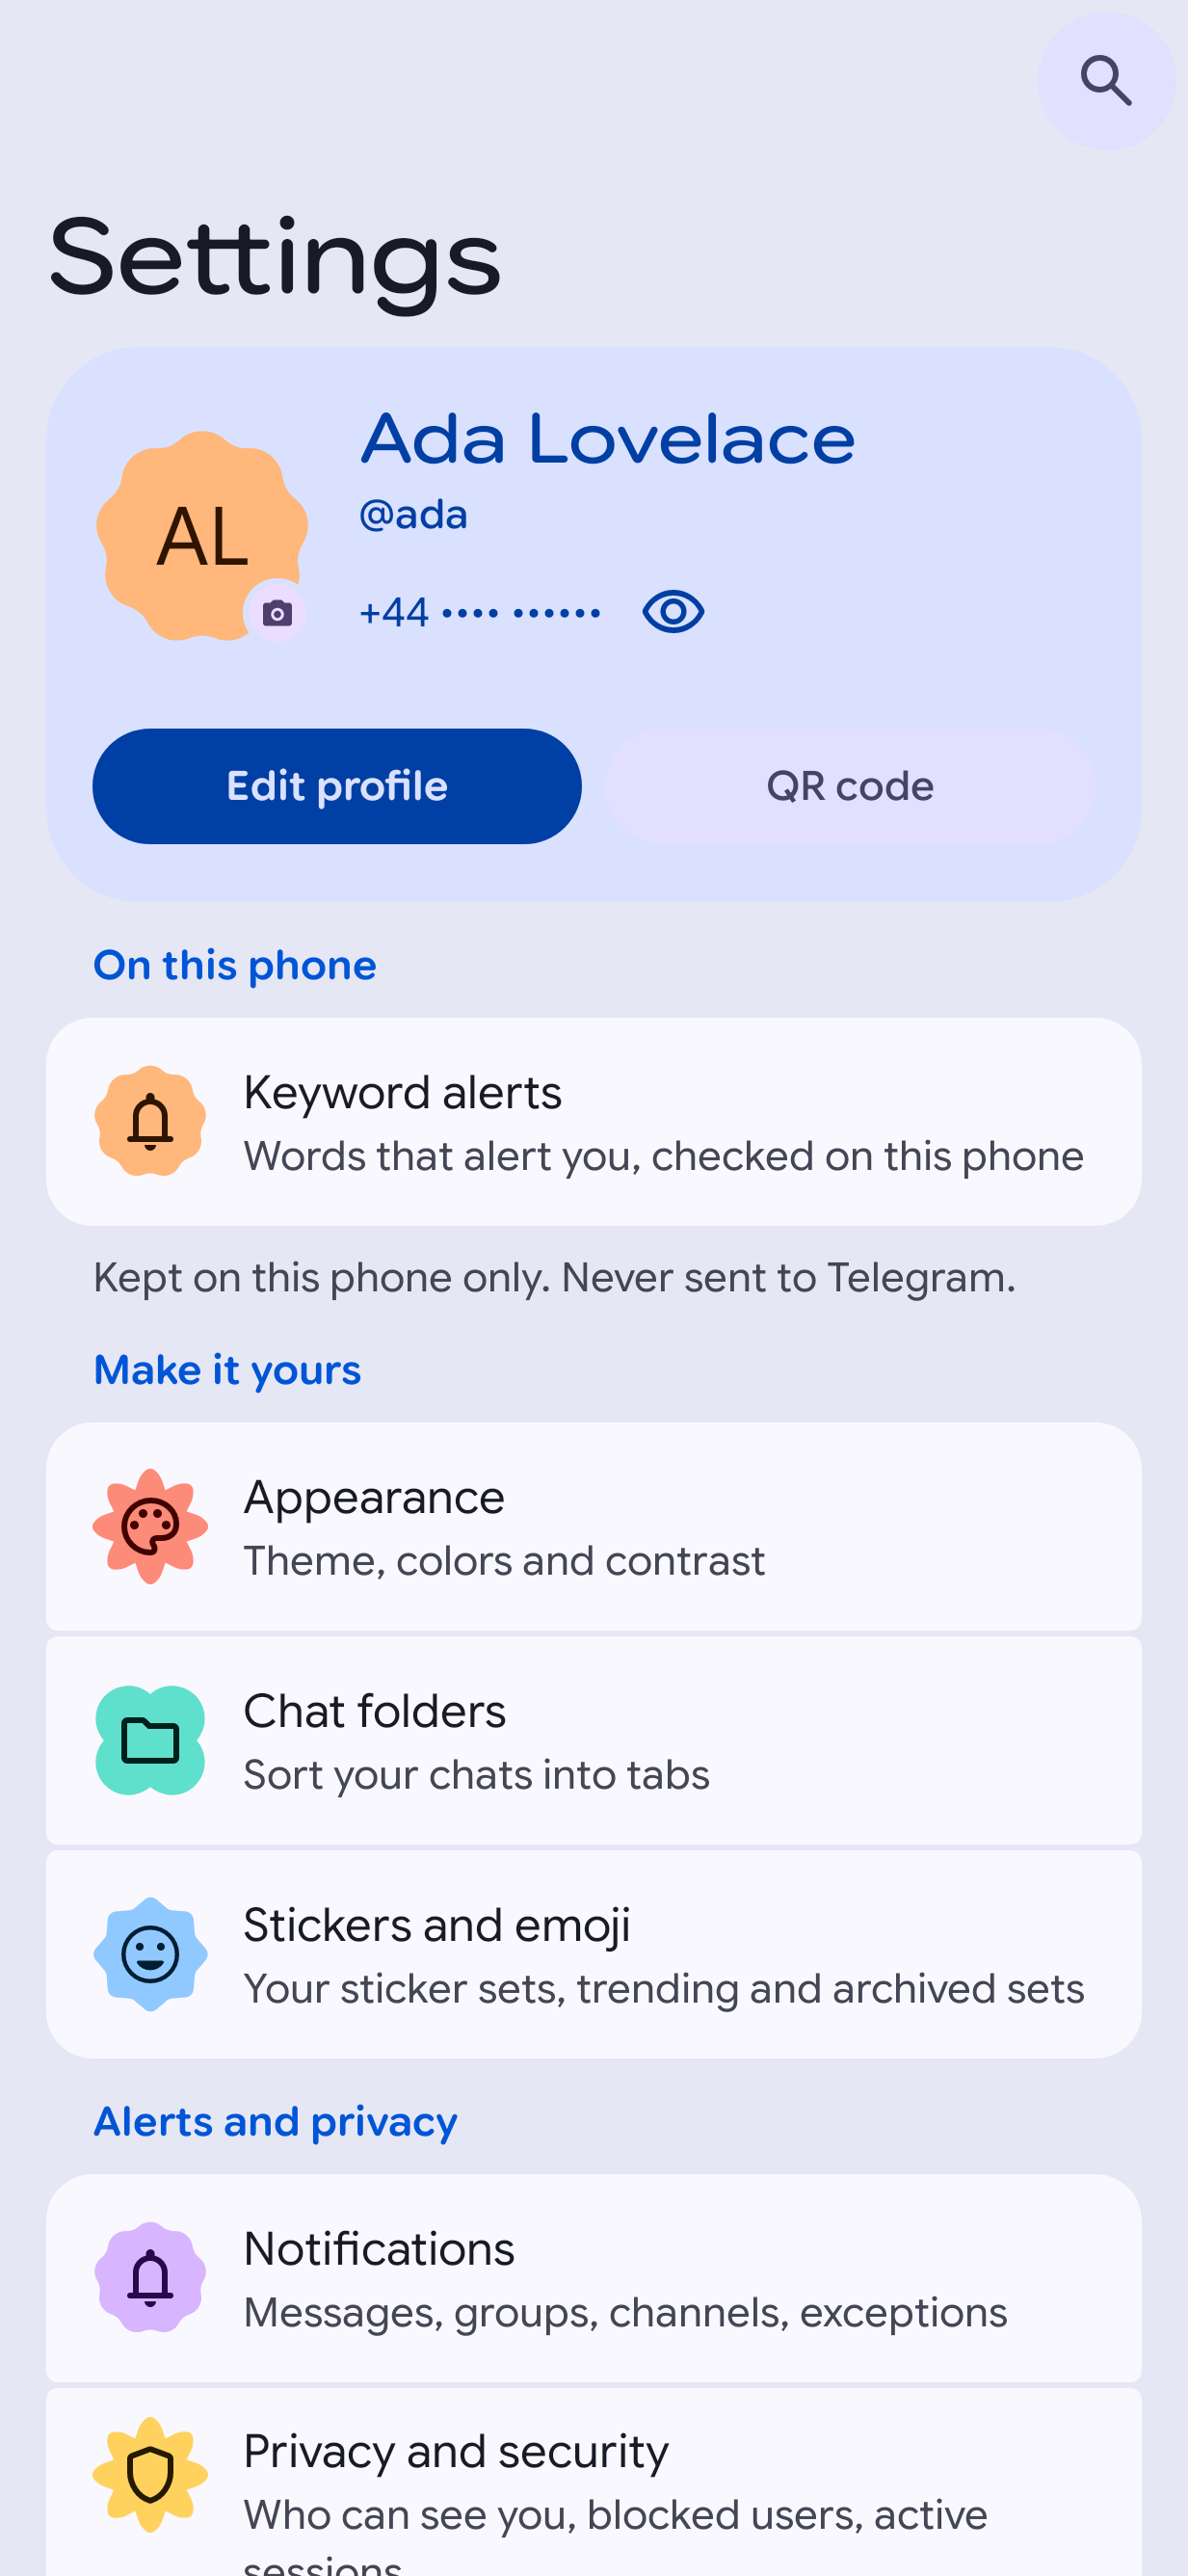 Settings
Ada Lovelace
@ada
AL
+44 •••• ••••••
Edit profile
QR code
On this phone
Keyword alerts
Words that alert you, checked on this phone
Kept on this phone only. Never sent to Telegram.
Make it yours
Appearance
Theme, colors and contrast
Chat folders
Sort your chats into tabs
Stickers and emoji
Your sticker sets, trending and archived sets
Alerts and privacy
Notifications
Messages, groups, channels, exceptions
Privacy and security
Who can see you, blocked users, active
sessions